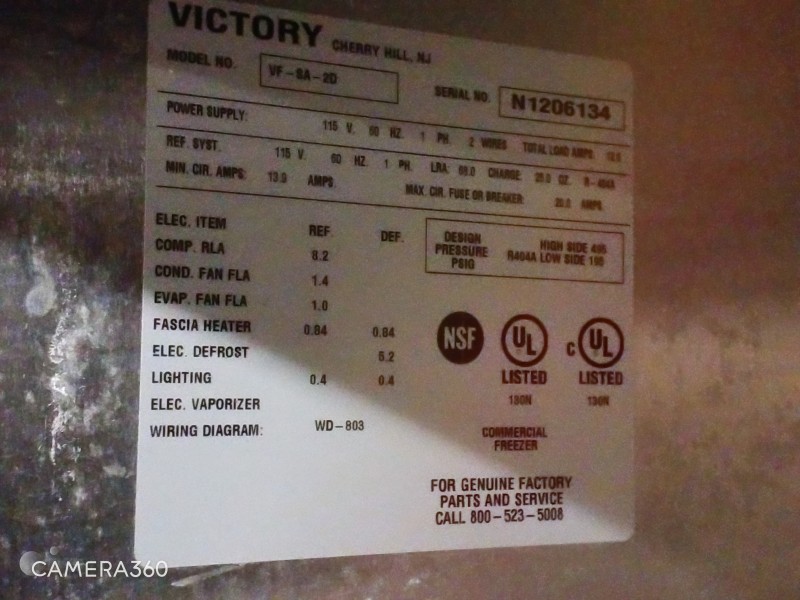 VICTORY CHERRY HILL, NJ
MODEL NO. VF-SA-2D SERIAL NO. N1206134
POWER SUPPLY: 115 V. 60 HZ. 1 PH. 2 WIRES TOTAL LOAD AMPS
REF. SYST. 115 V. 60 HZ. 1 PH. LRA: CHARGE: OZ. R-404A
MIN. CIR. AMPS: 13.9 AMPS. MAX. CIR. FUSE OR BREAKER: 20.0 AMPS
ELEC. ITEM REF. DEF.
COMP. RLA 8.2
COND. FAN FLA 1.4
EVAP. FAN FLA 1.0
FASCIA HEATER 0.84 0.84
ELEC. DEFROST 5.2
LIGHTING 0.4 0.4
ELEC. VAPORIZER
WIRING DIAGRAM: WD-803
DESIGN
PRESSURE
PSIG
HIGH SIDE
R404A LOW SIDE
NSF
UL
LISTED
C UL
LISTED
COMMERCIAL
FREEZER
FOR GENUINE FACTORY
PARTS AND SERVICE
CALL 800-523-5008
CAMERA360